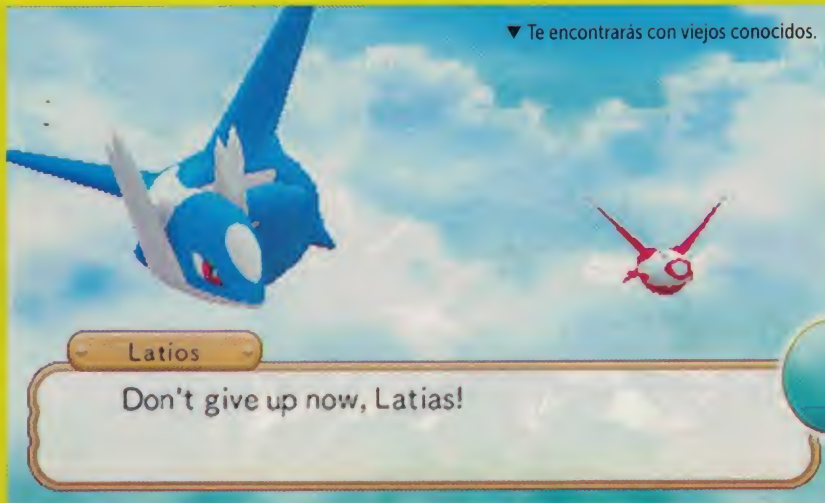 ▼ Te encontrarás con viejos conocidos.
Latios
Don't give up now, Latias!